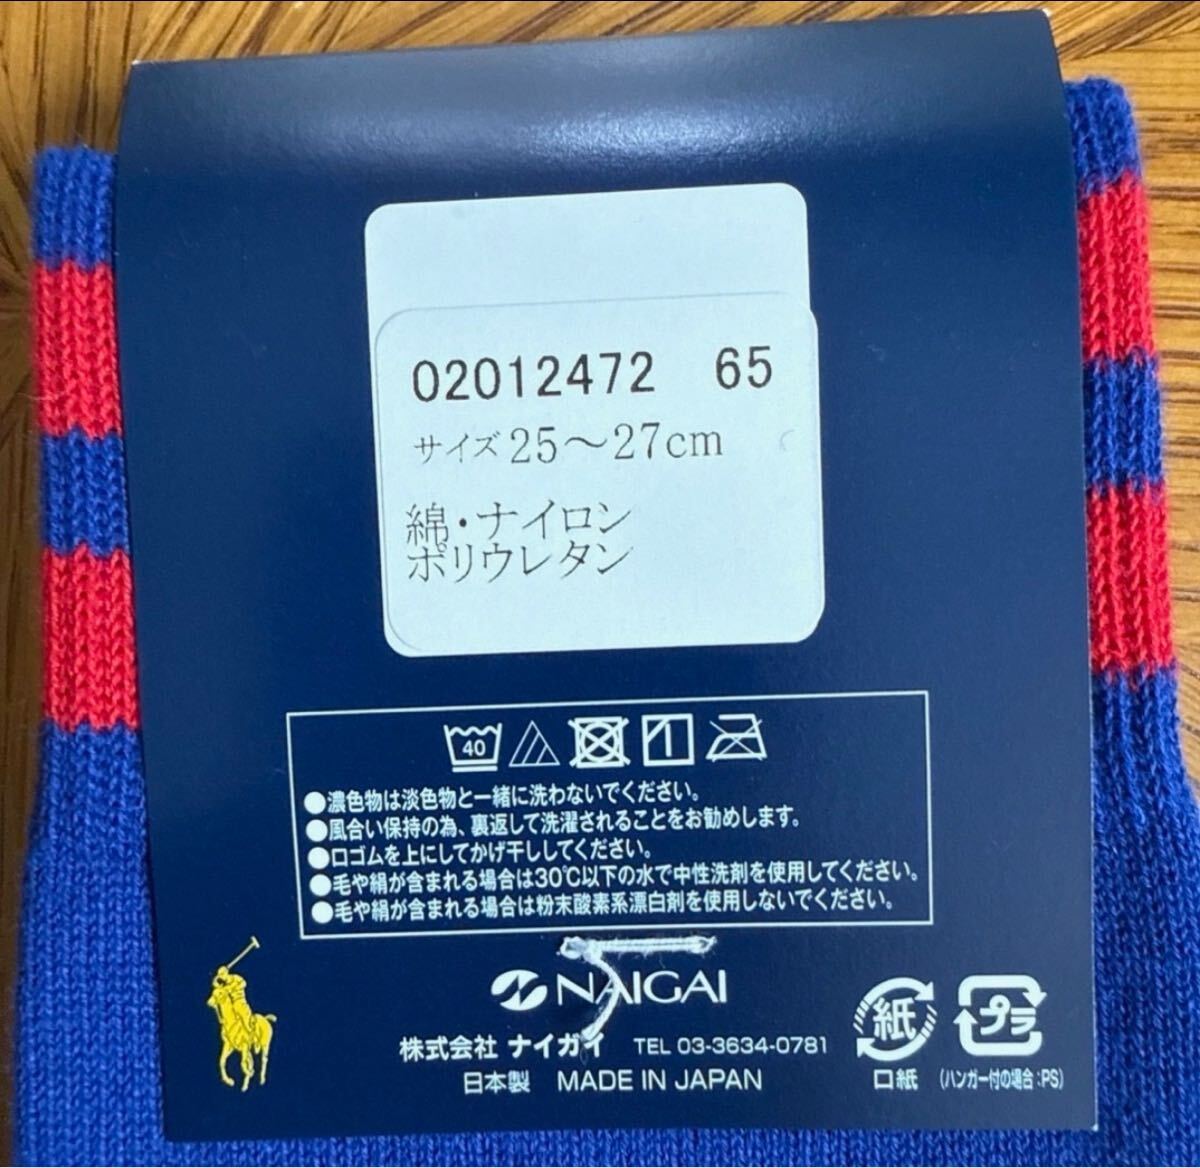 02012472 65
サイズ 25～27cm
綿・ナイロン
ポリウレタン
40
●濃色物は淡色物と一緒に洗わないでください。
●風合い保持の為、裏返して洗濯されることをお勧めします。
●口ゴムを上にしてかげ干ししてください。
●毛や絹が含まれる場合は30℃以下の水で中性洗剤を使用してください。
●毛や絹が含まれる場合は粉末酸素系漂白剤を使用しないでください。
NAIGAI
株式会社 ナイガイ TEL 03-3634-0781
日本製 MADE IN JAPAN
紙
口紙
プラ
(ハンガー付の場合:PS)